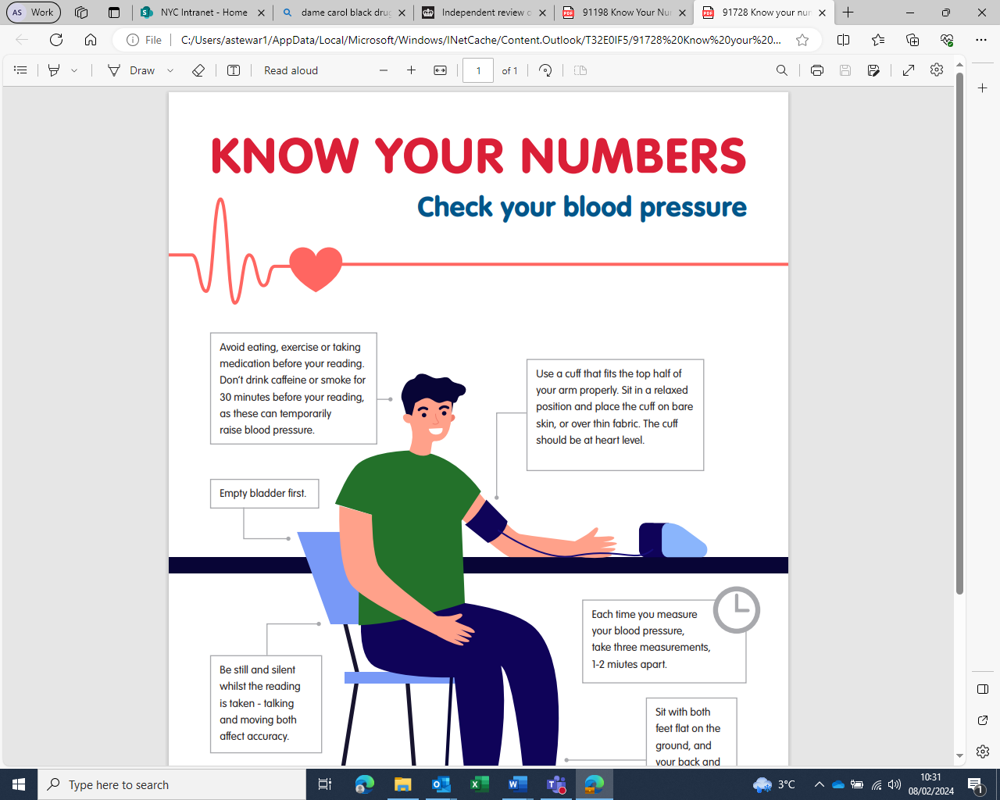 AS Work
NYC Intranet - Home
dame carol black drug
Independent review o
91198 Know Your Nu
91728 Know your nu
File
C:/Users/astewar1/AppData/Local/Microsoft/Windows/INetCache/Content.Outlook/T32E0IF5/91728%20Know%20your%20...
Draw
Read aloud
1 of 1
KNOW YOUR NUMBERS
Check your blood pressure
Avoid eating, exercise or taking
medication before your reading.
Don't drink caffeine or smoke for
30 minutes before your reading,
as these can temporarily
raise blood pressure.
Use a cuff that fits the top half of
your arm properly. Sit in a relaxed
position and place the cuff on bare
skin, or over thin fabric. The cuff
should be at heart level.
Empty bladder first.
Each time you measure
your blood pressure,
take three measurements,
1-2 miutes apart.
Be still and silent
whilst the reading
is taken - talking
and moving both
affect accuracy.
Sit with both
feet flat on the
ground, and
your back and
Type here to search
3°C
10:31
08/02/2024
1